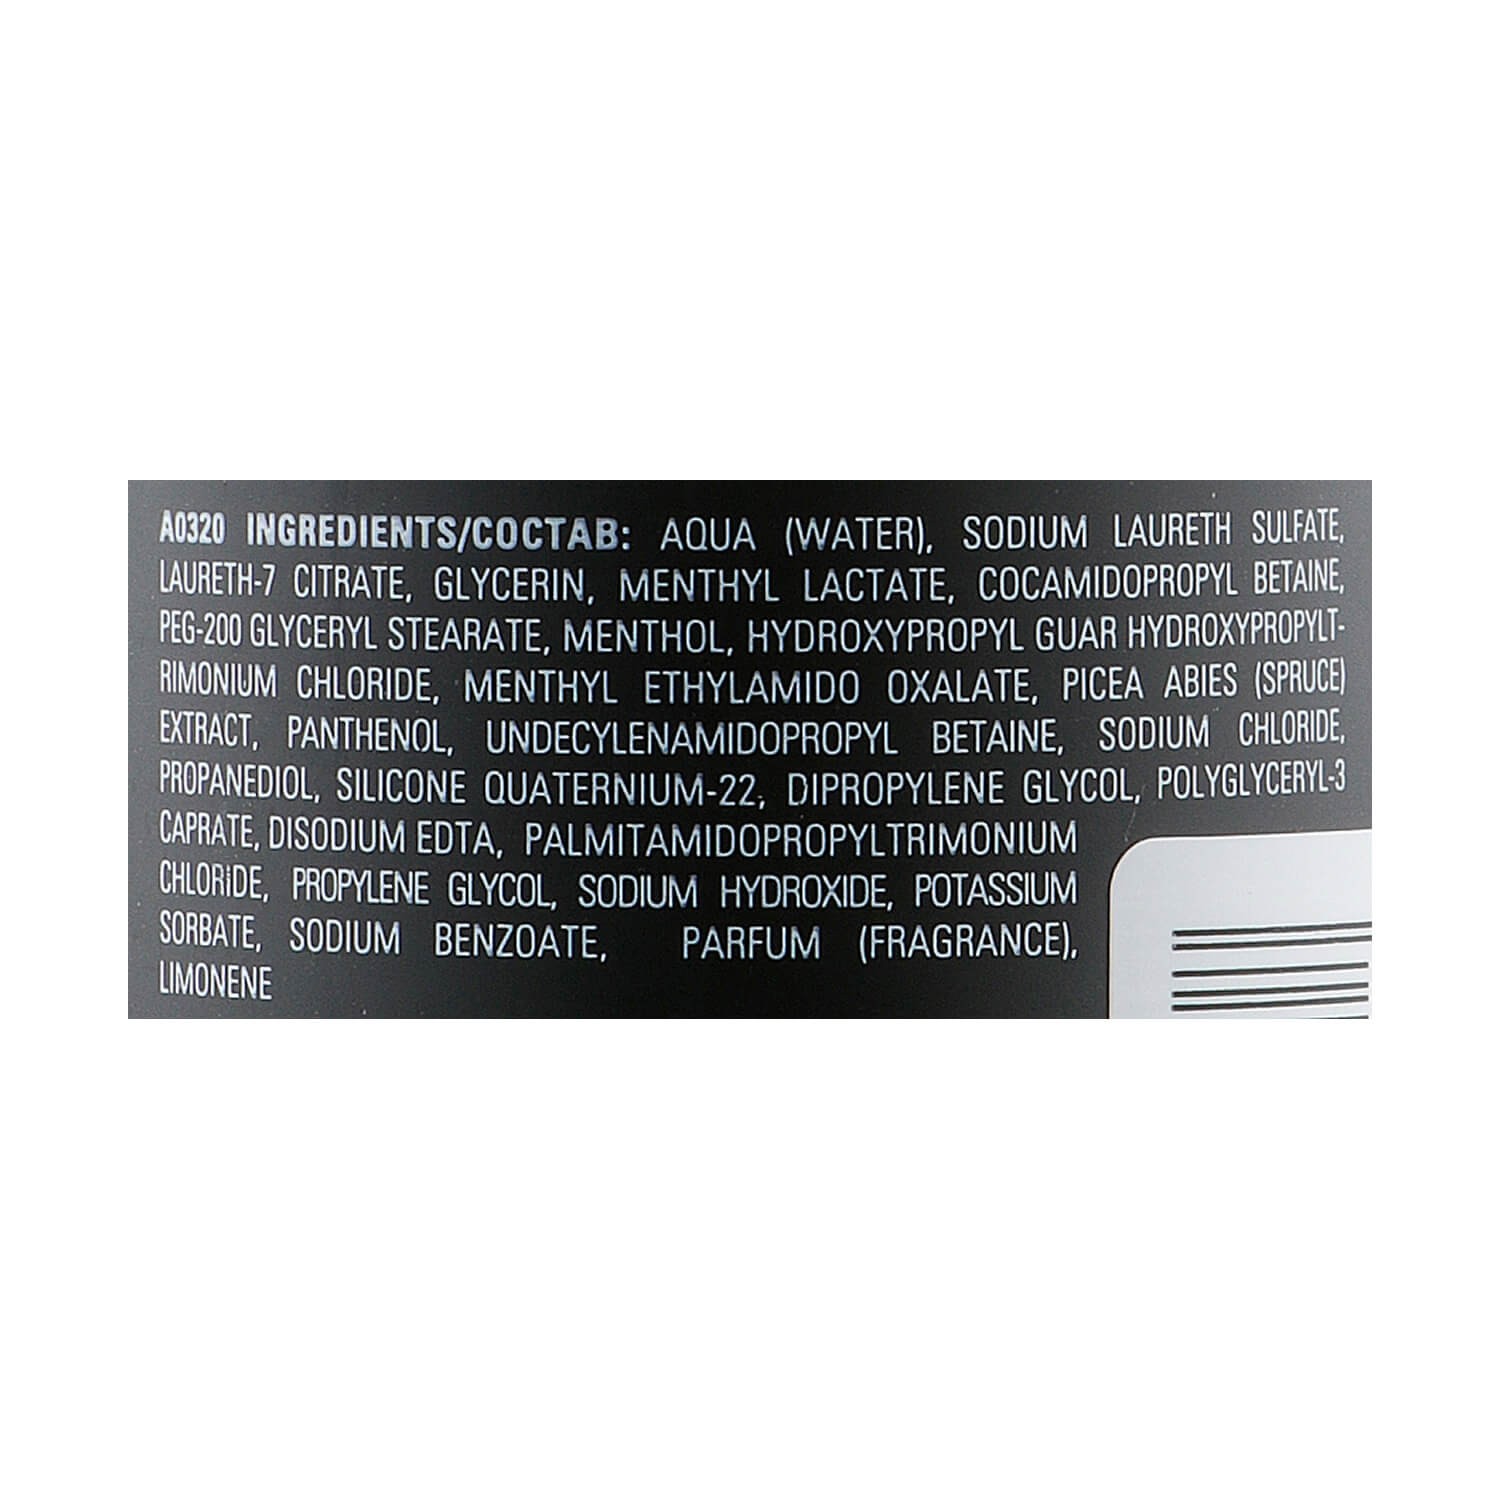 A0320 INGREDIENTS/СОСТАВ: AQUA (WATER), SODIUM LAURETH SULFATE,
LAURETH-7 CITRATE, GLYCERIN, MENTHYL LACTATE, COCAMIDOPROPYL BETAINE,
PEG-200 GLYCERYL STEARATE, MENTHOL, HYDROXYPROPYL GUAR HYDROXYPROPYLT-
RIMONIUM CHLORIDE, MENTHYL ETHYLAMIDO OXALATE, PICEA ABIES (SPRUCE)
EXTRACT, PANTHENOL, UNDECYLENAMIDOPROPYL BETAINE, SODIUM CHLORIDE,
PROPANEDIOL, SILICONE QUATERNIUM-22, DIPROPYLENE GLYCOL, POLYGLYCERYL-3
CAPRATE, DISODIUM EDTA, PALMITAMIDOPROPYLTRIMONIUM
CHLORIDE, PROPYLENE GLYCOL, SODIUM HYDROXIDE, POTASSIUM
SORBATE, SODIUM BENZOATE, PARFUM (FRAGRANCE),
LIMONENE